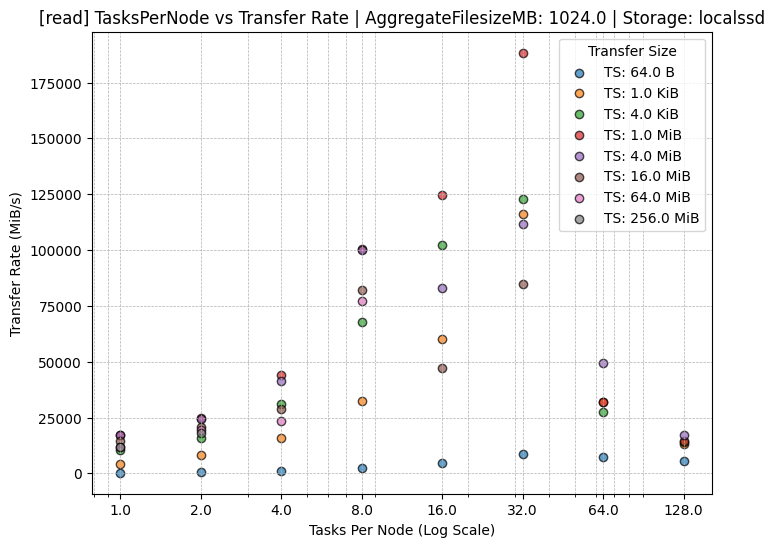 [read] TasksPerNode vs Transfer Rate | AggregateFilesizeMB: 1024.0 | Storage: localssd
Transfer Rate (MiB/s)
175000
150000
125000
100000
75000
50000
25000
0
Transfer Size
TS: 64.0 B
TS: 1.0 KiB
TS: 4.0 KiB
TS: 1.0 MiB
TS: 4.0 MiB
TS: 16.0 MiB
TS: 64.0 MiB
TS: 256.0 MiB
1.0 2.0 4.0 8.0 16.0 32.0 64.0 128.0
Tasks Per Node (Log Scale)